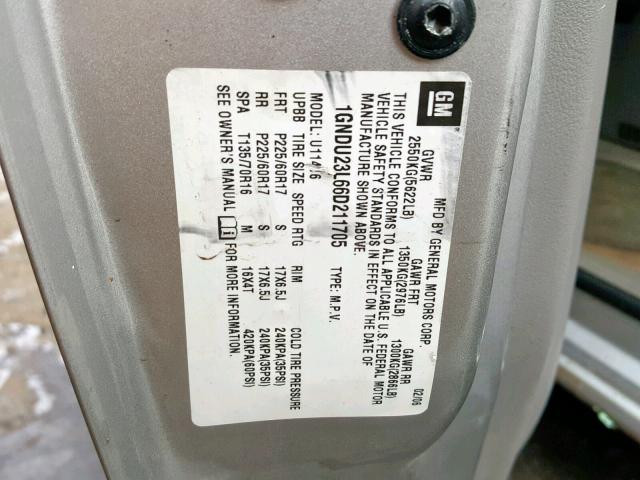 GM
MFD BY GENERAL MOTORS CORP. 02/06
GVWR GAWR FRT GAWR RR
2550KG(5622LB) 1350KG(2976LB) 1300KG(2866LB)
THIS VEHICLE CONFORMS TO ALL APPLICABLE U.S. FEDERAL MOTOR
VEHICLE SAFETY STANDARDS IN EFFECT ON THE DATE OF
MANUFACTURE SHOWN ABOVE.
1GNDU23L66D211705 TYPE: M.P.V.
MODEL: U11416
UPBB TIRE SIZE SPEED RTG RIM COLD TIRE PRESSURE
FRT P225/60R17 S 17X6.5J 240KPA(35PSI)
RR P225/60R17 S 17X6.5J 240KPA(35PSI)
SPA T135/70R16 M 16X4T 420KPA(60PSI)
SEE OWNER'S MANUAL FOR MORE INFORMATION